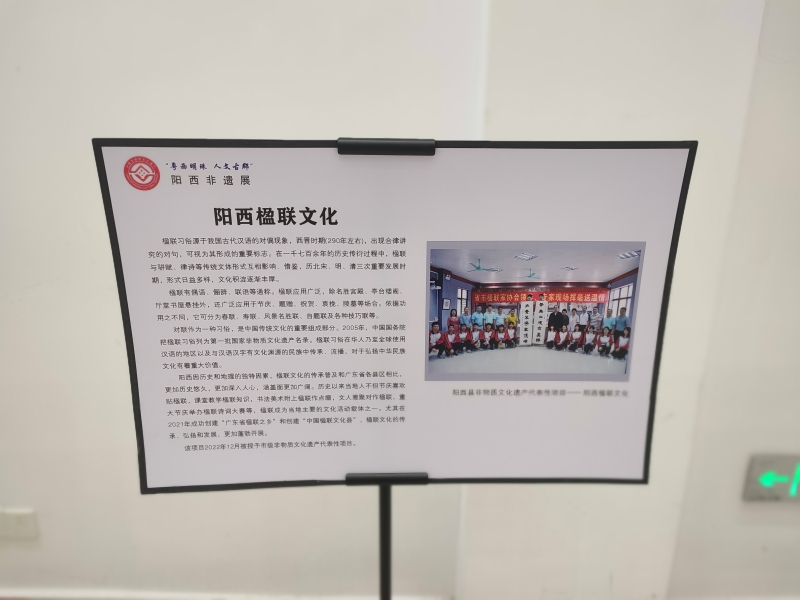 "粤西明珠 人文古郡"
阳西非遗展
阳西楹联文化
楹联习俗源于我国古代汉语的对偶现象，西晋时期(290年左右)，出现合律讲
究的对句，可视为其形成的重要标志。在一千七百余年的历史传衍过程中，楹联
与骈赋、律诗等传统文体形式互相影响、借鉴，历北宋、明、清三次重要发展时
期，形式日益多样，文化积淀逐渐丰厚。
楹联有偶语、俪辞、联语等通称，楹联应用广泛，除名胜宫殿、亭台楼阁、
厅堂书屋悬挂外，还广泛应用于节庆、题赠、祝贺、哀挽、陵墓等场合。依据功
用之不同，它可分为春联、寿联、风景名胜联、自题联及各种技巧联等。
对联作为一种习俗，是中国传统文化的重要组成部分。2005年，中国国务院
把楹联习俗列为第一批国家非物质文化遗产名录。楹联习俗在华人乃至全球使用
汉语的地区以及与汉语汉字有文化渊源的民族中传承、流播，对于弘扬中华民族
文化有着重大价值。
阳西因历史和地理的独特因素，楹联文化的传承普及和广东省各县区相比，
更加历史悠久、更加深入人心，涵盖面更加广阔。历史以来当地人不但节庆喜欢
贴楹联，课堂教学楹联知识，书法美术附上楹联作点缀，文人雅聚对作楹联，重
大节庆举办楹联诗词大赛等，楹联成为当地主要的文化活动载体之一。尤其在
2021年成功创建"广东省楹联之乡"和创建"中国楹联文化县"，楹联文化的传
承、弘扬和发展，更加蓬勃开展。
该项目2022年12月被授予市级非物质文化遗产代表性项目。
阳西县非物质文化遗产代表性项目——阳西楹联文化